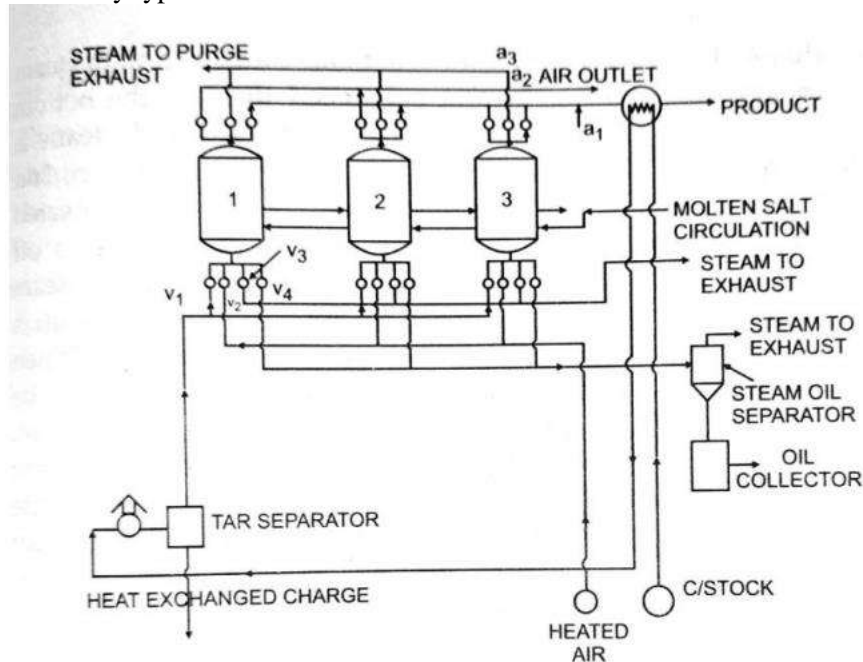 STEAM TO PURGE
EXHAUST
a3
a2 AIR OUTLET
PRODUCT
a1
1
2
3
MOLTEN SALT
CIRCULATION
v3
STEAM TO
EXHAUST
v1
v2
v4
STEAM TO
EXHAUST
STEAM OIL
SEPARATOR
OIL
COLLECTOR
TAR SEPARATOR
HEAT EXCHANGED CHARGE
C/STOCK
HEATED
AIR